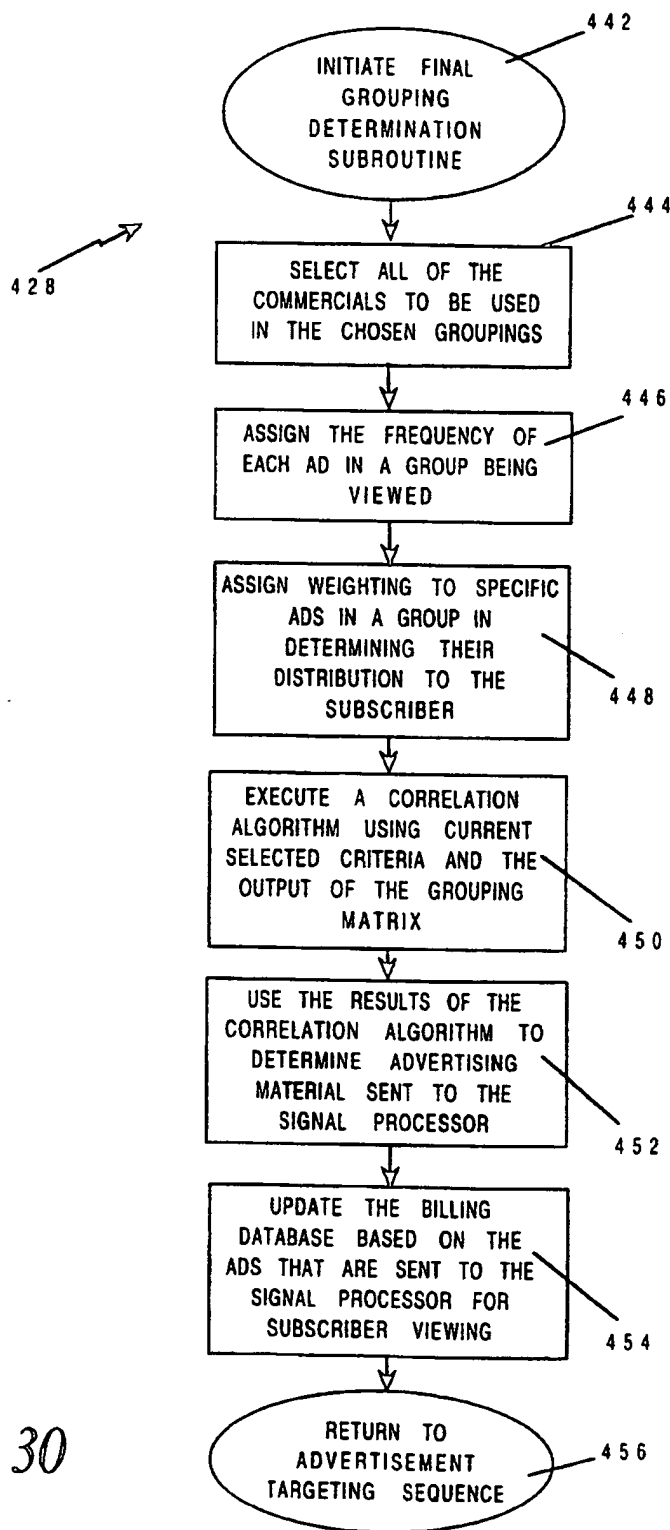 442
INITIATE FINAL
GROUPING
DETERMINATION
SUBROUTINE
428
444
SELECT ALL OF THE
COMMERCIALS TO BE USED
IN THE CHOSEN GROUPINGS
446
ASSIGN THE FREQUENCY OF
EACH AD IN A GROUP BEING
VIEWED
ASSIGN WEIGHTING TO SPECIFIC
ADS IN A GROUP IN
DETERMINING THEIR
DISTRIBUTION TO THE
SUBSCRIBER
448
EXECUTE A CORRELATION
ALGORITHM USING CURRENT
SELECTED CRITERIA AND THE
OUTPUT OF THE GROUPING
MATRIX
450
USE THE RESULTS OF THE
CORRELATION ALGORITHM TO
DETERMINE ADVERTISING
MATERIAL SENT TO THE
SIGNAL PROCESSOR
452
UPDATE THE BILLING
DATABASE BASED ON THE
ADS THAT ARE SENT TO THE
SIGNAL PROCESSOR FOR
SUBSCRIBER VIEWING
454
RETURN TO
ADVERTISEMENT
TARGETING SEQUENCE
456
30